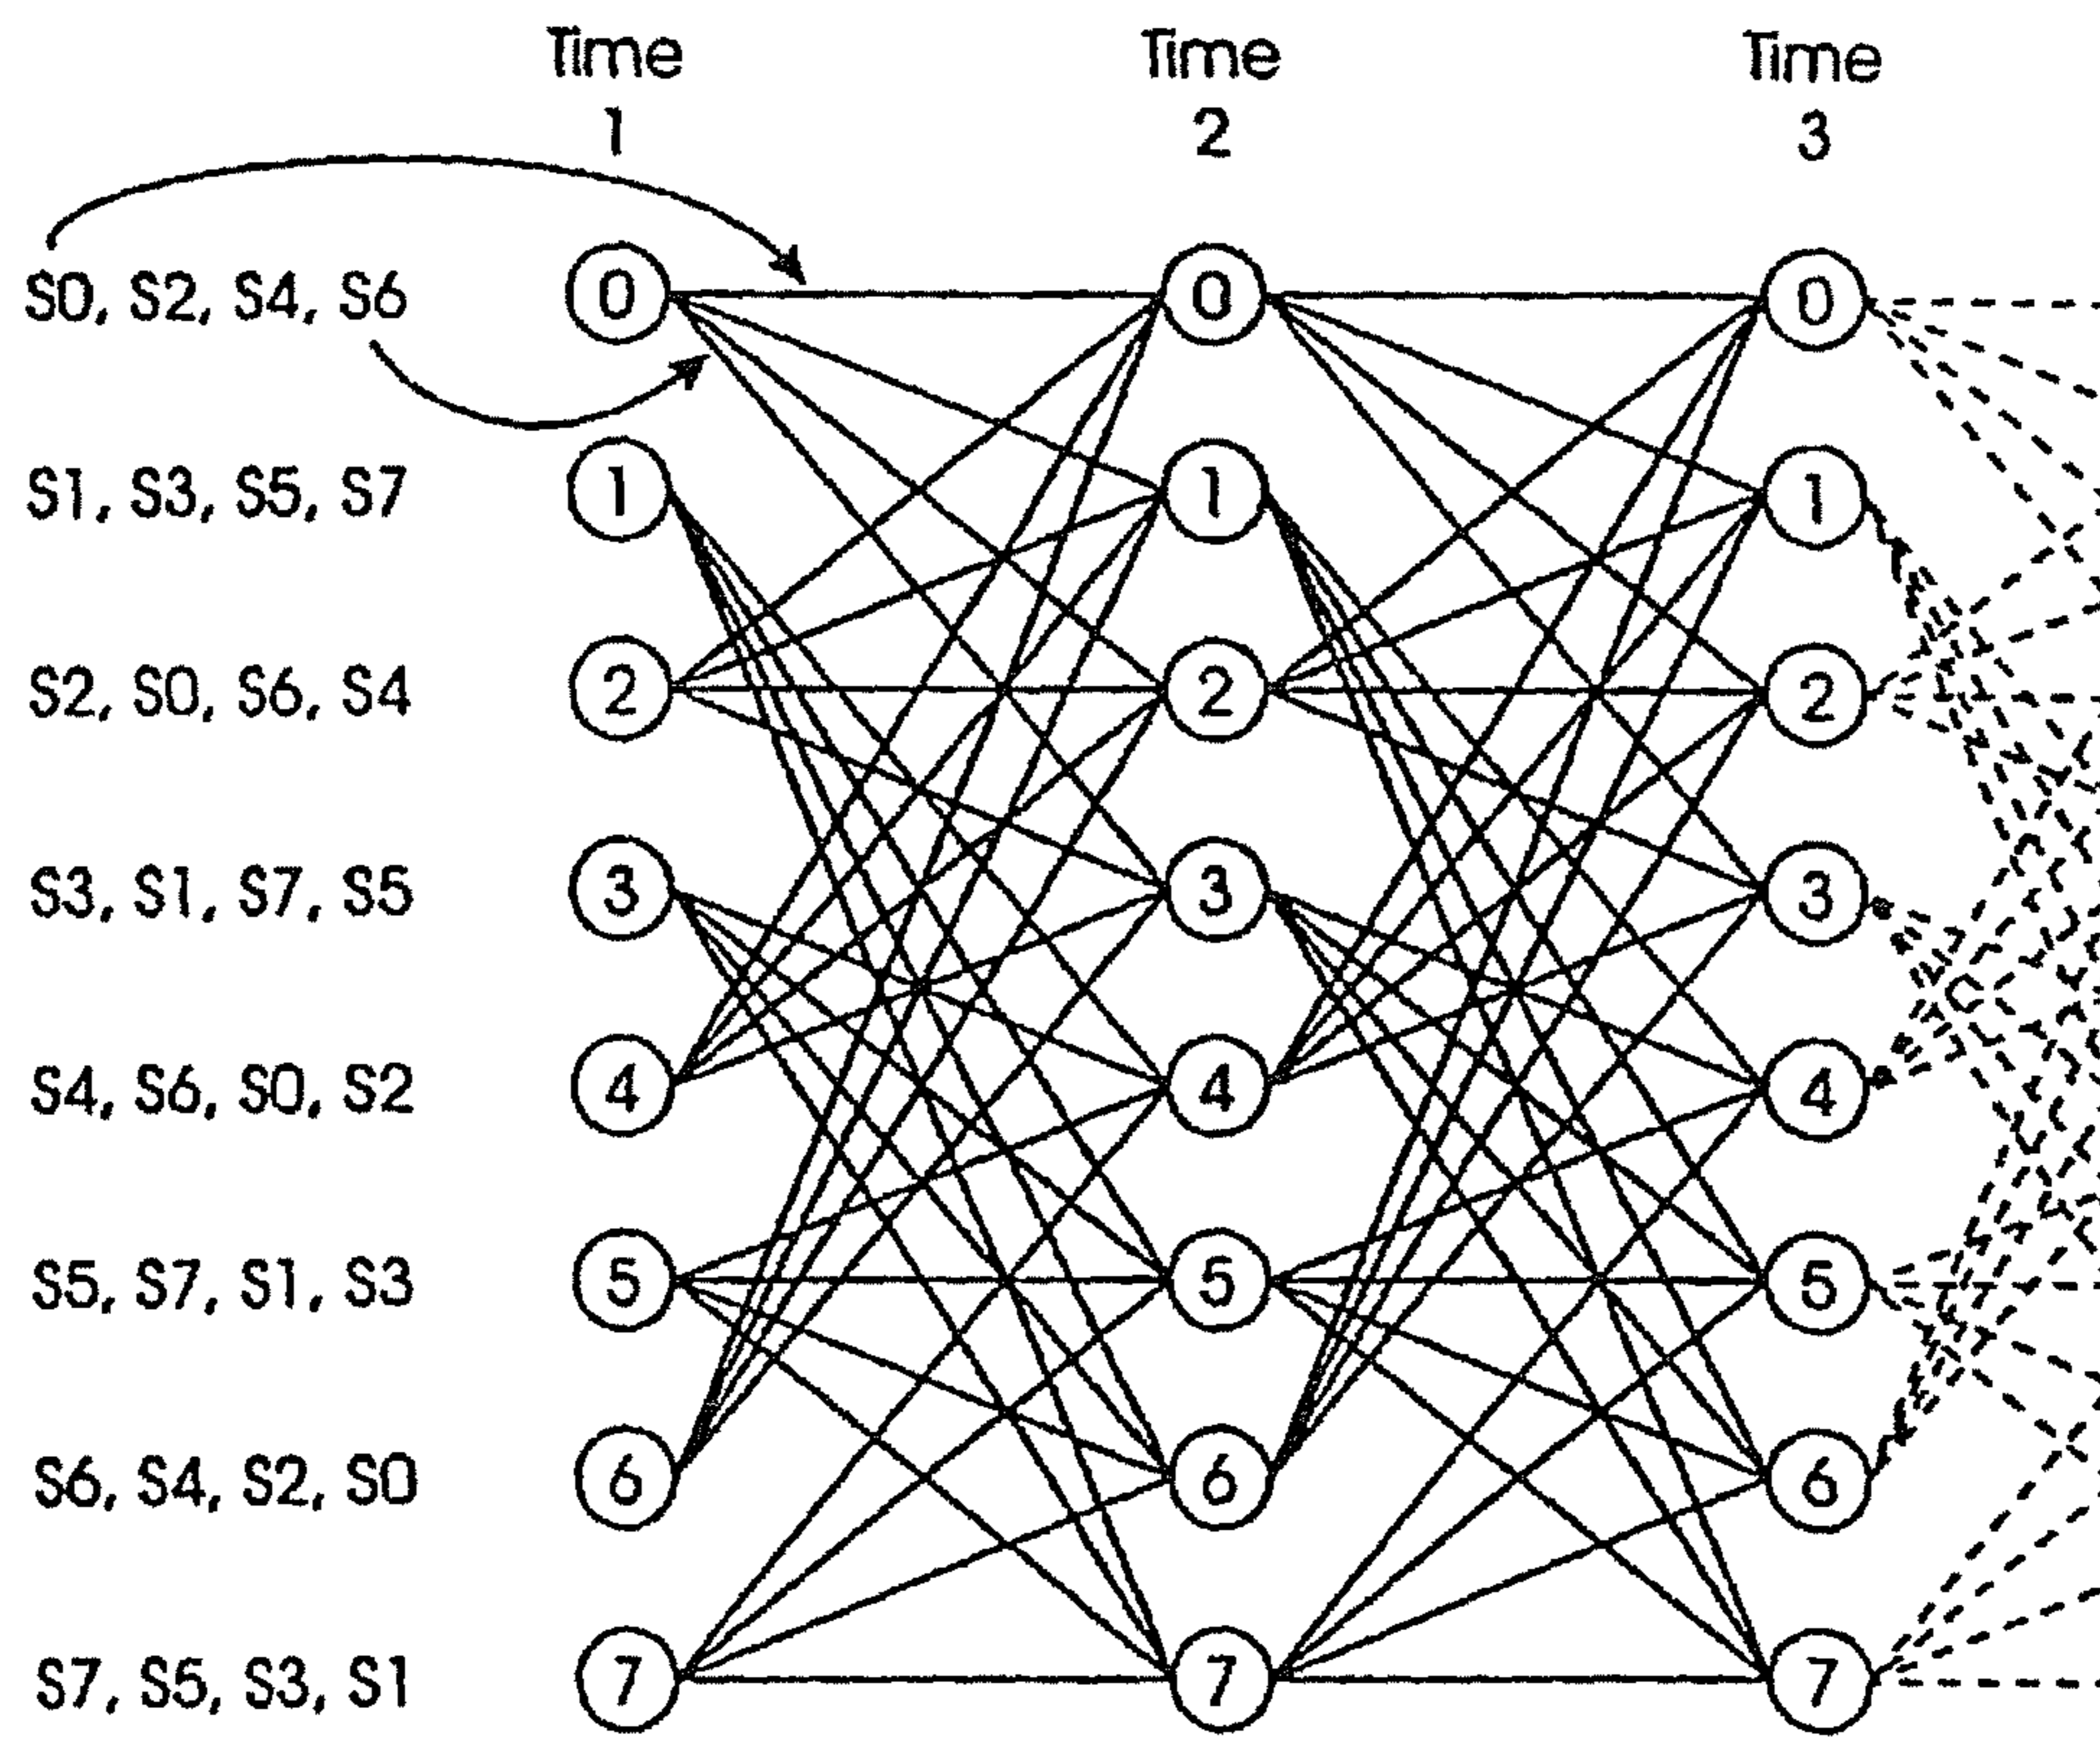 Time Time Time
1 2 3
S0, S2, S4, S6 0 0 0
S1, S3, S5, S7 1 1 1
S2, S0, S6, S4 2 2 2
S3, S1, S7, S5 3 3 3
S4, S6, S0, S2 4 4 4
S5, S7, S1, S3 5 5 5
S6, S4, S2, S0 6 6 6
S7, S5, S3, S1 7 7 7